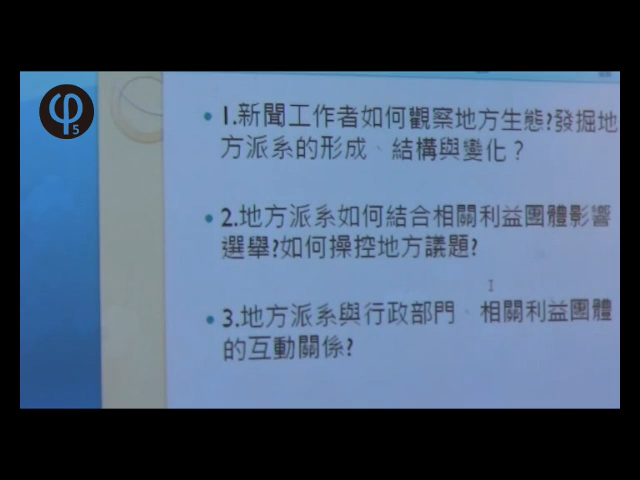 φ5
1.新聞工作者如何觀察地方生態?發掘地
方派系的形成、結構與變化？
2.地方派系如何結合相關利益團體影響
選舉?如何操控地方議題?
3.地方派系與行政部門、相關利益團體
的互動關係?